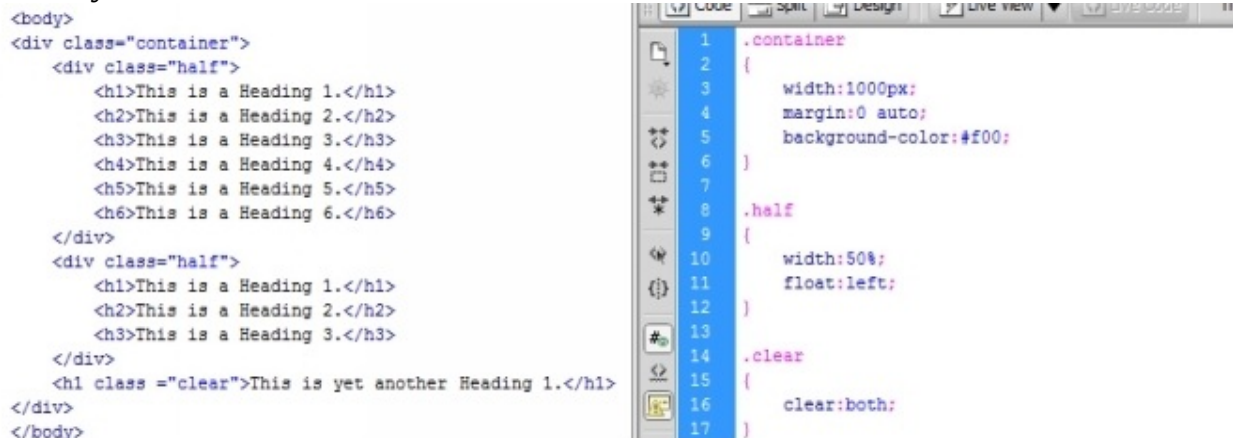 <body>
<div class="container">
    <div class="half">
        <h1>This is a Heading 1.</h1>
        <h2>This is a Heading 2.</h2>
        <h3>This is a Heading 3.</h3>
        <h4>This is a Heading 4.</h4>
        <h5>This is a Heading 5.</h5>
        <h6>This is a Heading 6.</h6>
    </div>
    <div class="half">
        <h1>This is a Heading 1.</h1>
        <h2>This is a Heading 2.</h2>
        <h3>This is a Heading 3.</h3>
    </div>
    <h1 class ="clear">This is yet another Heading 1.</h1>
</div>
</body>
Code Split Design Live View Live Code
1 .container
2 {
3     width:1000px;
4     margin:0 auto;
5     background-color:#f00;
6 }
7
8 .half
9 {
10     width:50%;
11     float:left;
12 }
13
14 .clear
15 {
16     clear:both;
17 }